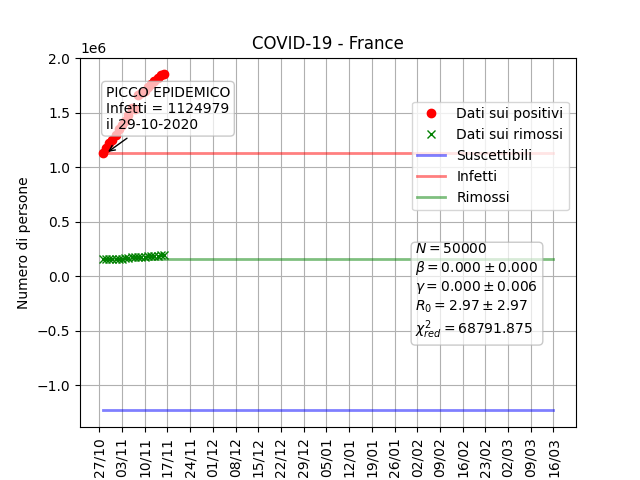 COVID-19 - France
1e6
2.0
1.5
1.0
0.5
0.0
−0.5
−1.0
Numero di persone
PICCO EPIDEMICO
Infetti = 1124979
il 29-10-2020
Dati sui positivi
Dati sui rimossi
Suscettibili
Infetti
Rimossi
N = 50000
β = 0.000 ± 0.000
γ = 0.000 ± 0.006
R₀ = 2.97 ± 2.97
χ²red = 68791.875
27/10
03/11
10/11
17/11
24/11
01/12
08/12
15/12
22/12
29/12
05/01
12/01
19/01
26/01
02/02
09/02
16/02
23/02
02/03
09/03
16/03